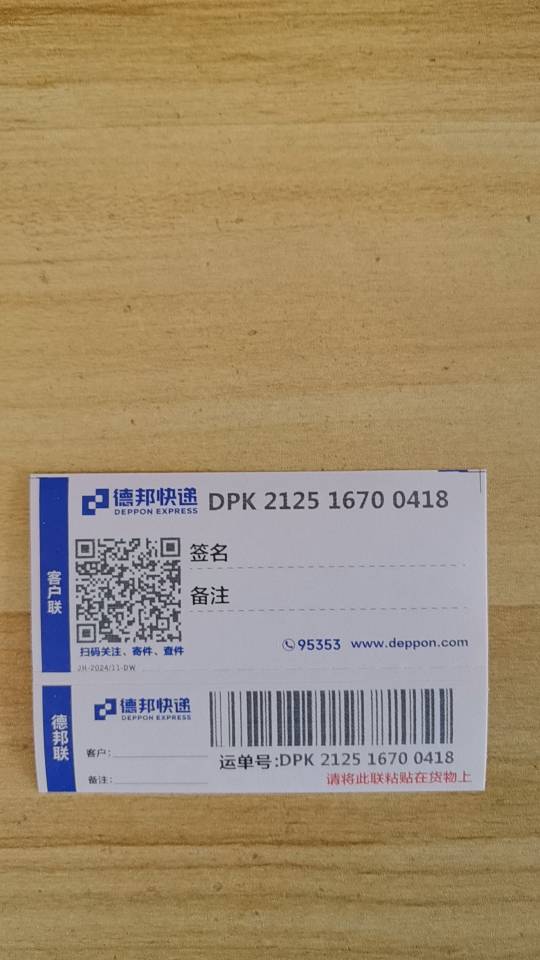 德邦快递 DPK 2125 1670 0418
DEPPON EXPRESS
签名
客户联
备注
扫码关注、寄件、查件
95353 www.deppon.com
JH-2024/11-DW
德邦快递
DEPPON EXPRESS
德邦联
客户:
运单号:DPK 2125 1670 0418
备注:
请将此联粘贴在货物上